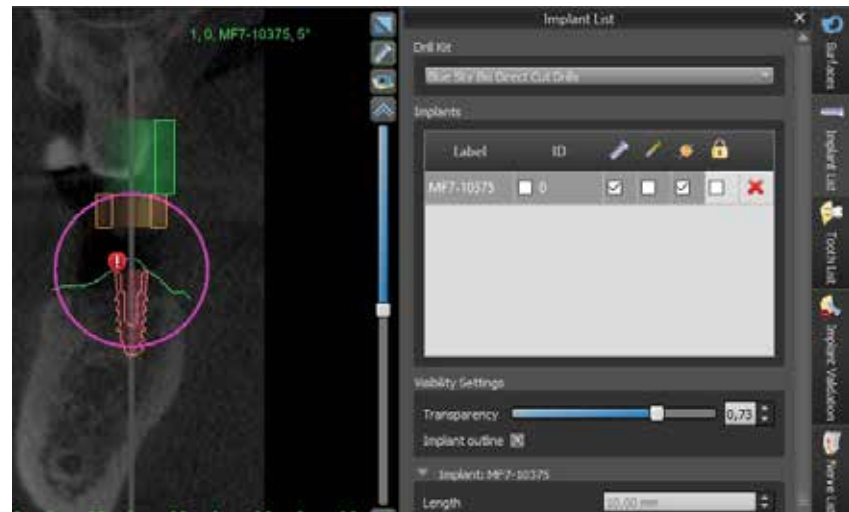 1, 0, MF7-10375, 5°
Implant List
Drill Kit
Blue Sky Bio Direct Cut Drills
Implants
Label ID
MF7-10375 0
Visibility Settings
Transparency 0,73
Implant outline
Implant: MF7-10375
Length 10,00 mm
Surfaces
Implant List
Tooth List
Implant Validation
Nerve List